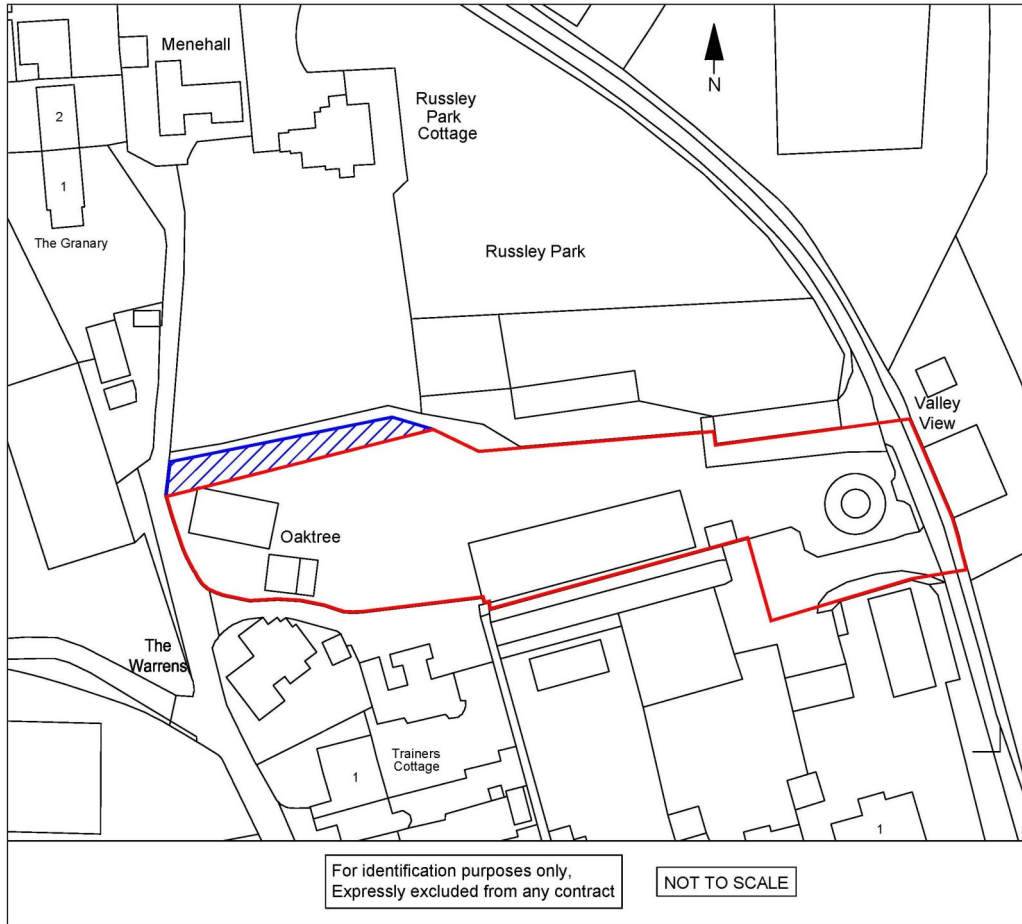 Menehall
N
Russley
Park
Cottage
2
1
The Granary
Russley Park
Valley
View
Oaktree
The
Warrens
Trainers
Cottage
1
1
For identification purposes only,
Expressly excluded from any contract
NOT TO SCALE